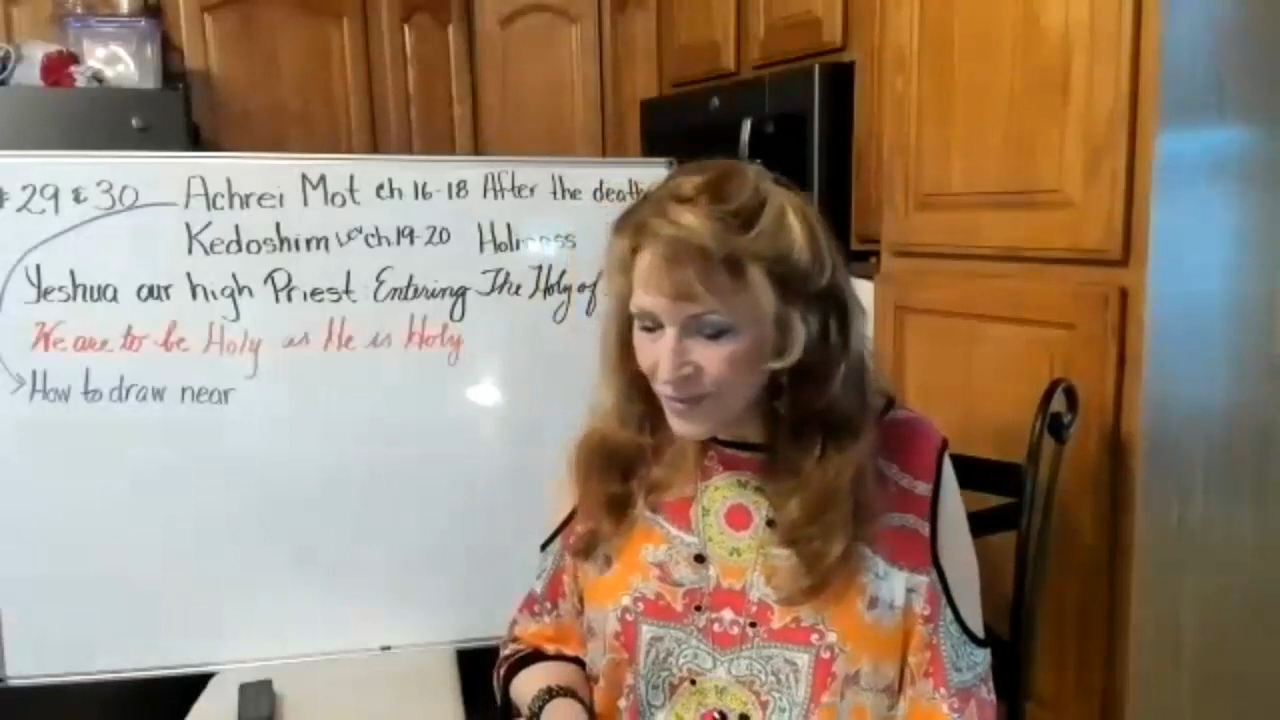 # 29 & 30 Achrei Mot ch 16-18 After the death
Kedoshim ch 19-20 Holiness
Yeshua our high Priest Entering The Holy of
We are to be Holy as He is Holy
How to draw near